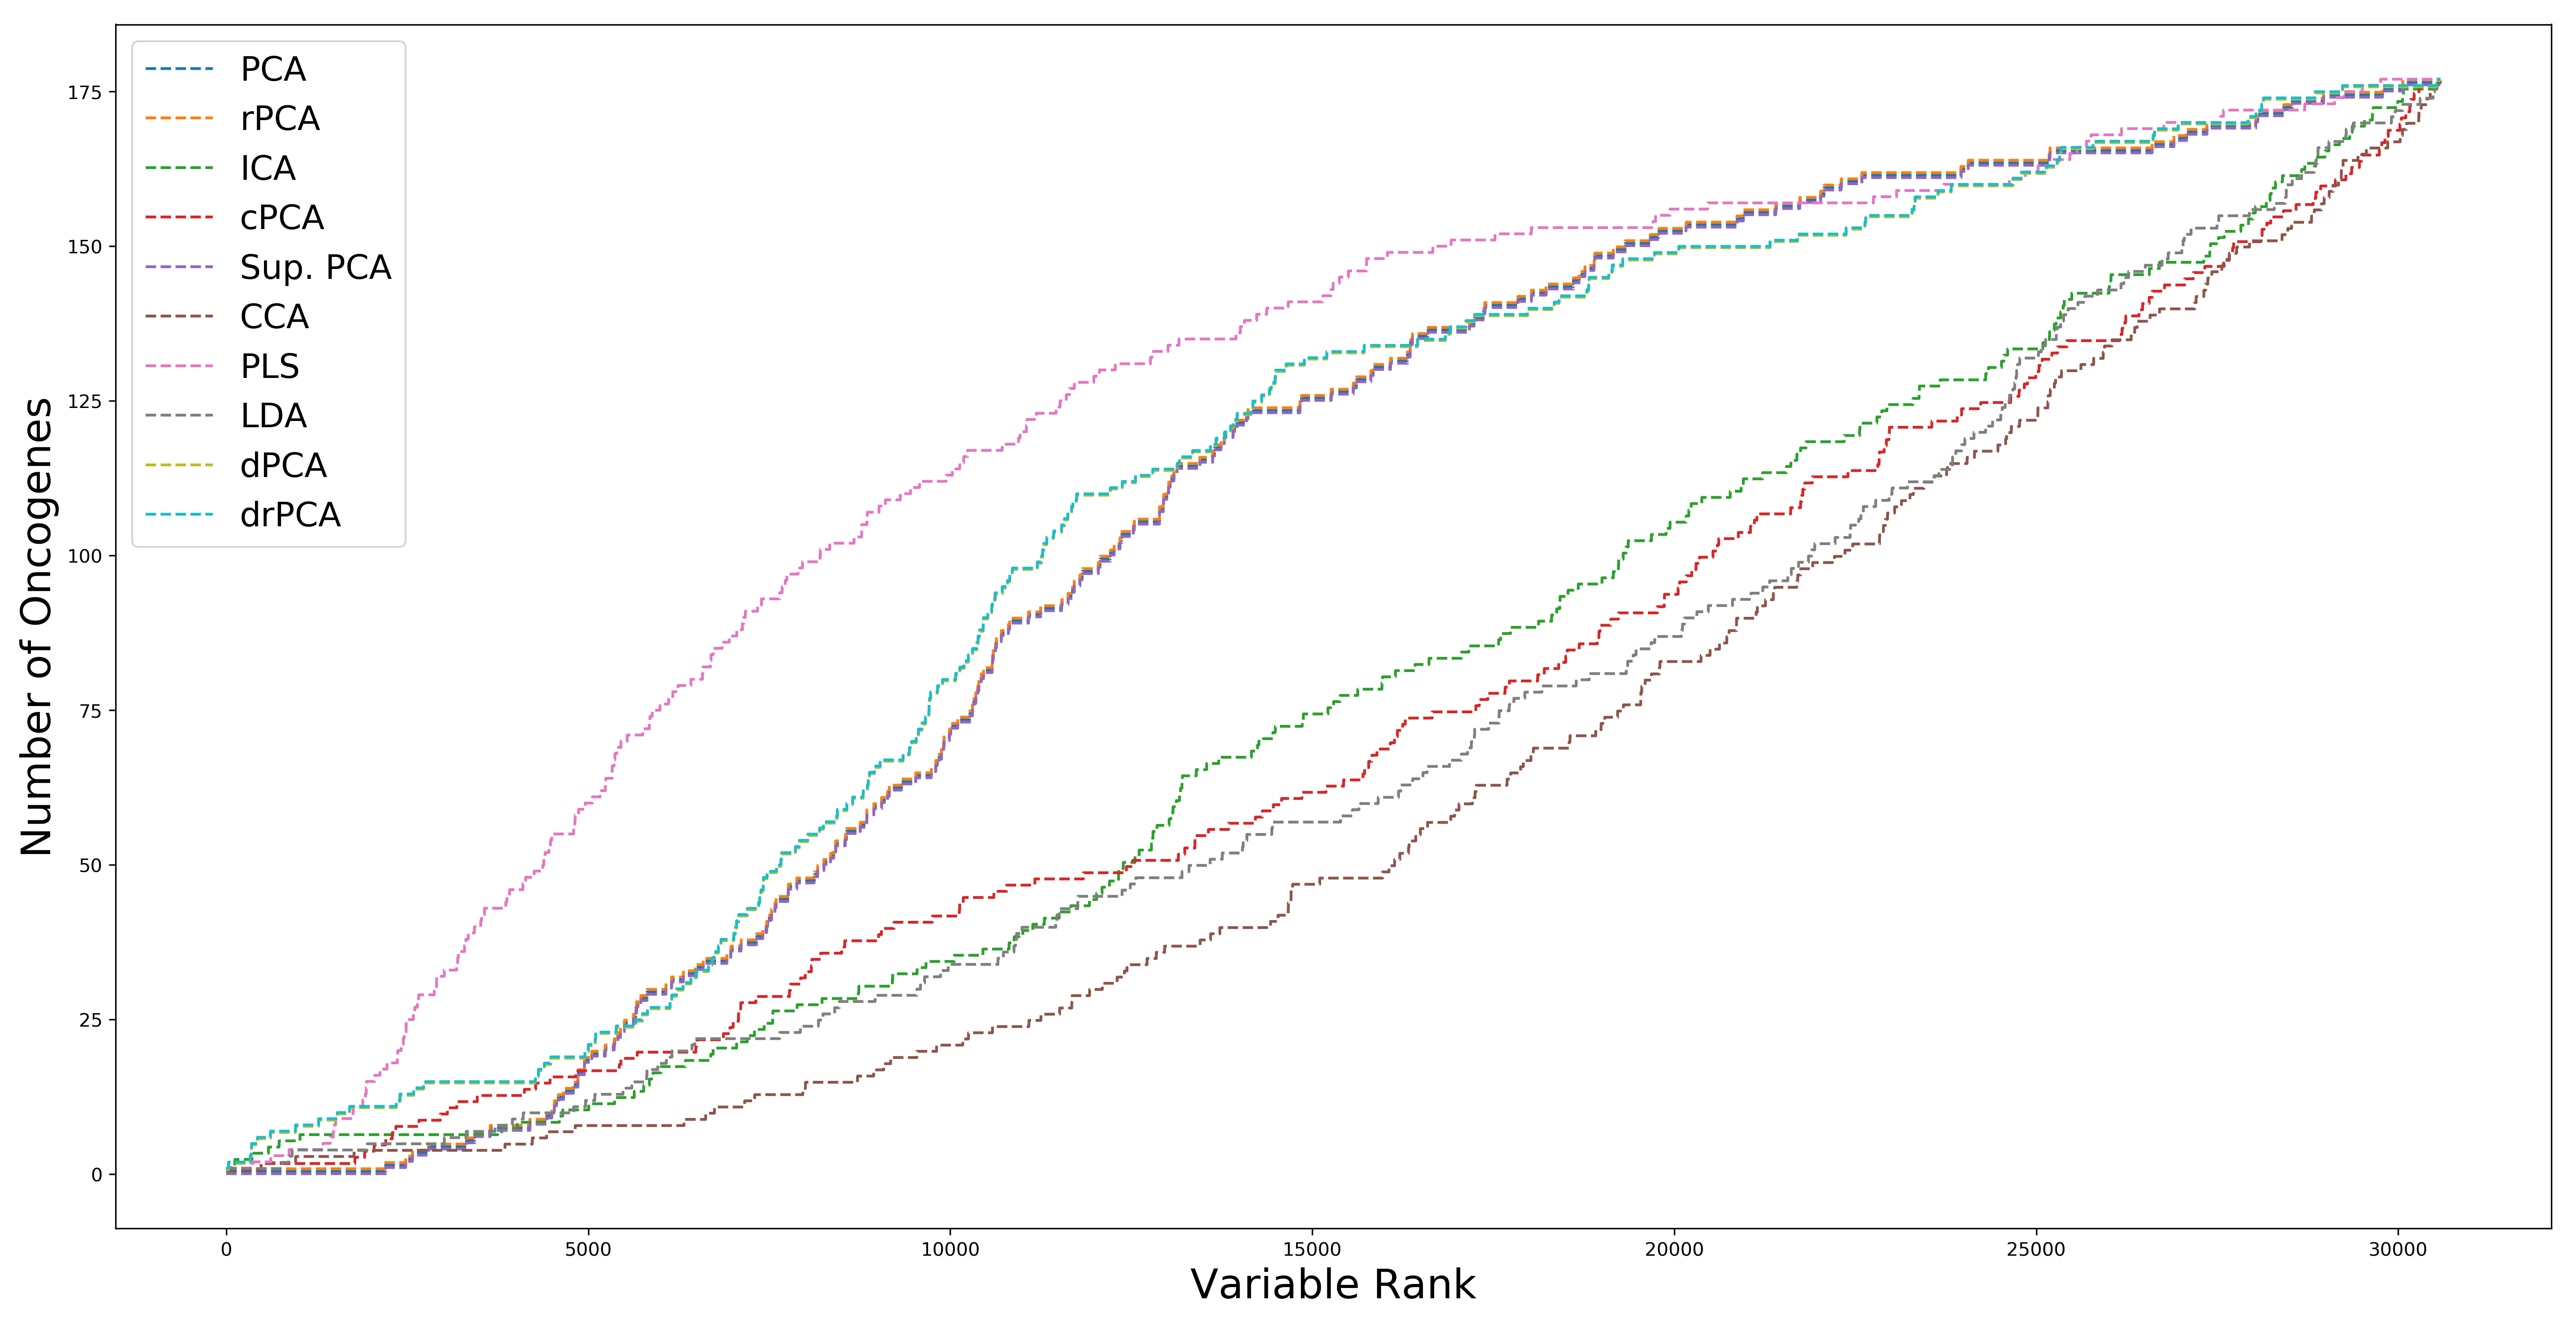 PCA
rPCA
ICA
cPCA
Sup. PCA
CCA
PLS
LDA
dPCA
drPCA
175
150
125
100
75
50
25
0
Number of Oncogenes
0 5000 10000 15000 20000 25000 30000
Variable Rank